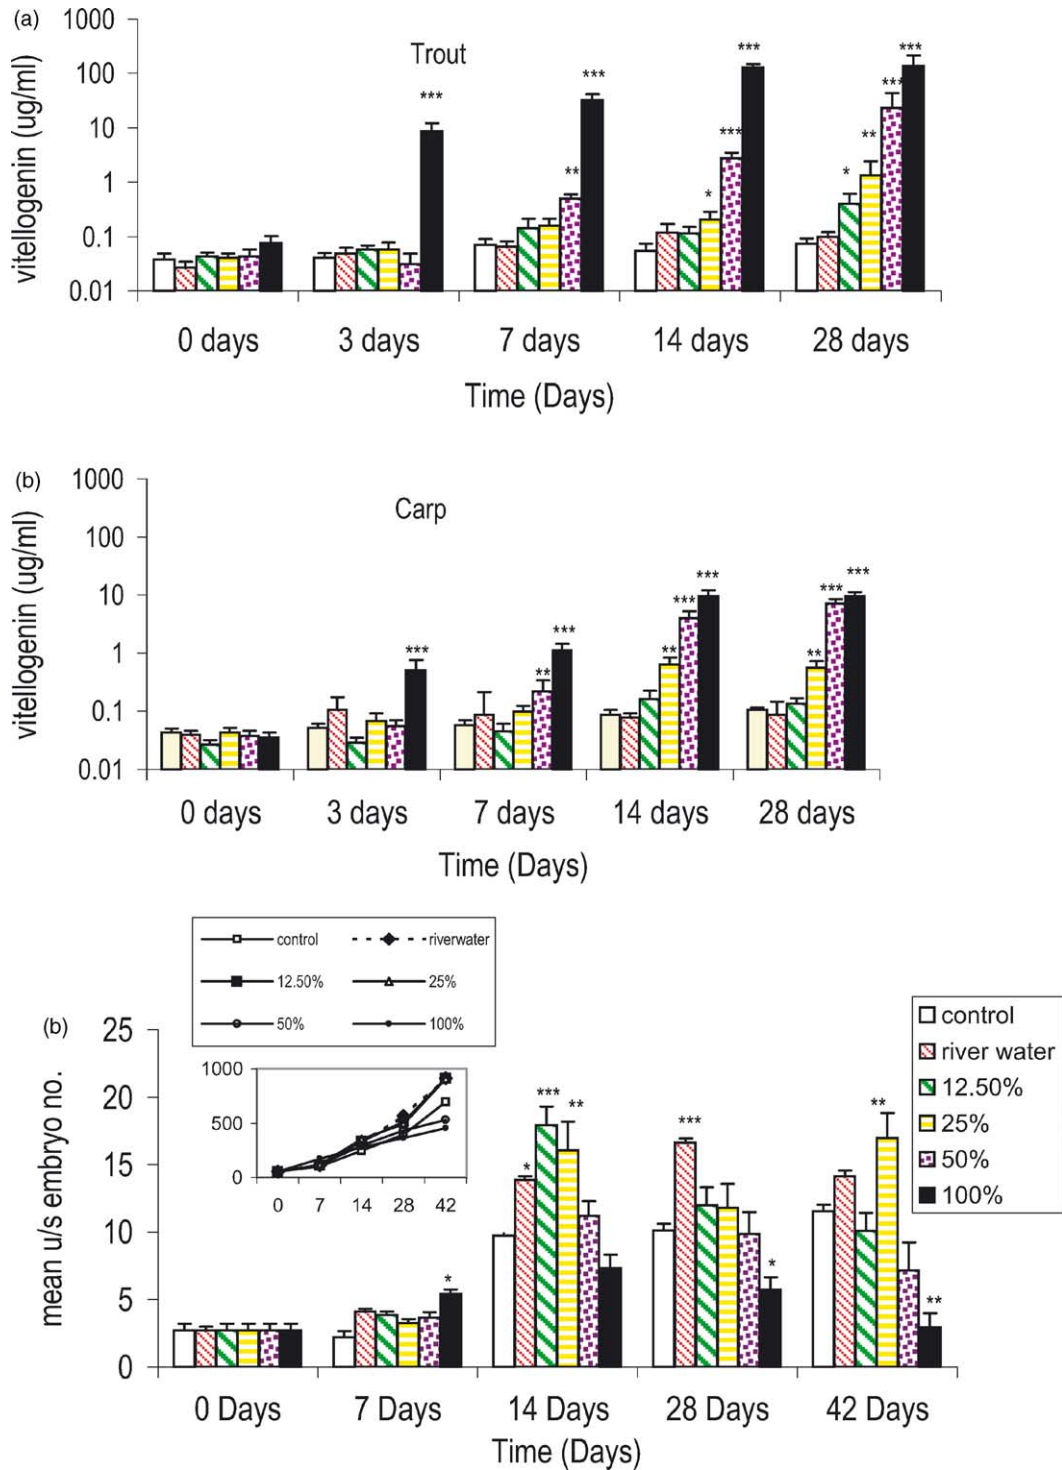 (a)
1000
100
10
1
0.1
0.01
vitellogenin (ug/ml)
Trout
***
***
**
***
***
*
***
***
**
*
0 days
3 days
7 days
14 days
28 days
Time (Days)
(b)
1000
100
10
1
0.1
0.01
vitellogenin (ug/ml)
Carp
***
***
**
***
***
**
***
***
**
0 days
3 days
7 days
14 days
28 days
Time (Days)
control
riverwater
12.50%
25%
50%
100%
(b)
25
20
15
10
5
0
mean u/s embryo no.
1000
500
0
0 7 14 28 42
*
*
***
**
***
*
**
**
control
river water
12.50%
25%
50%
100%
0 Days
7 Days
14 Days
28 Days
42 Days
Time (Days)